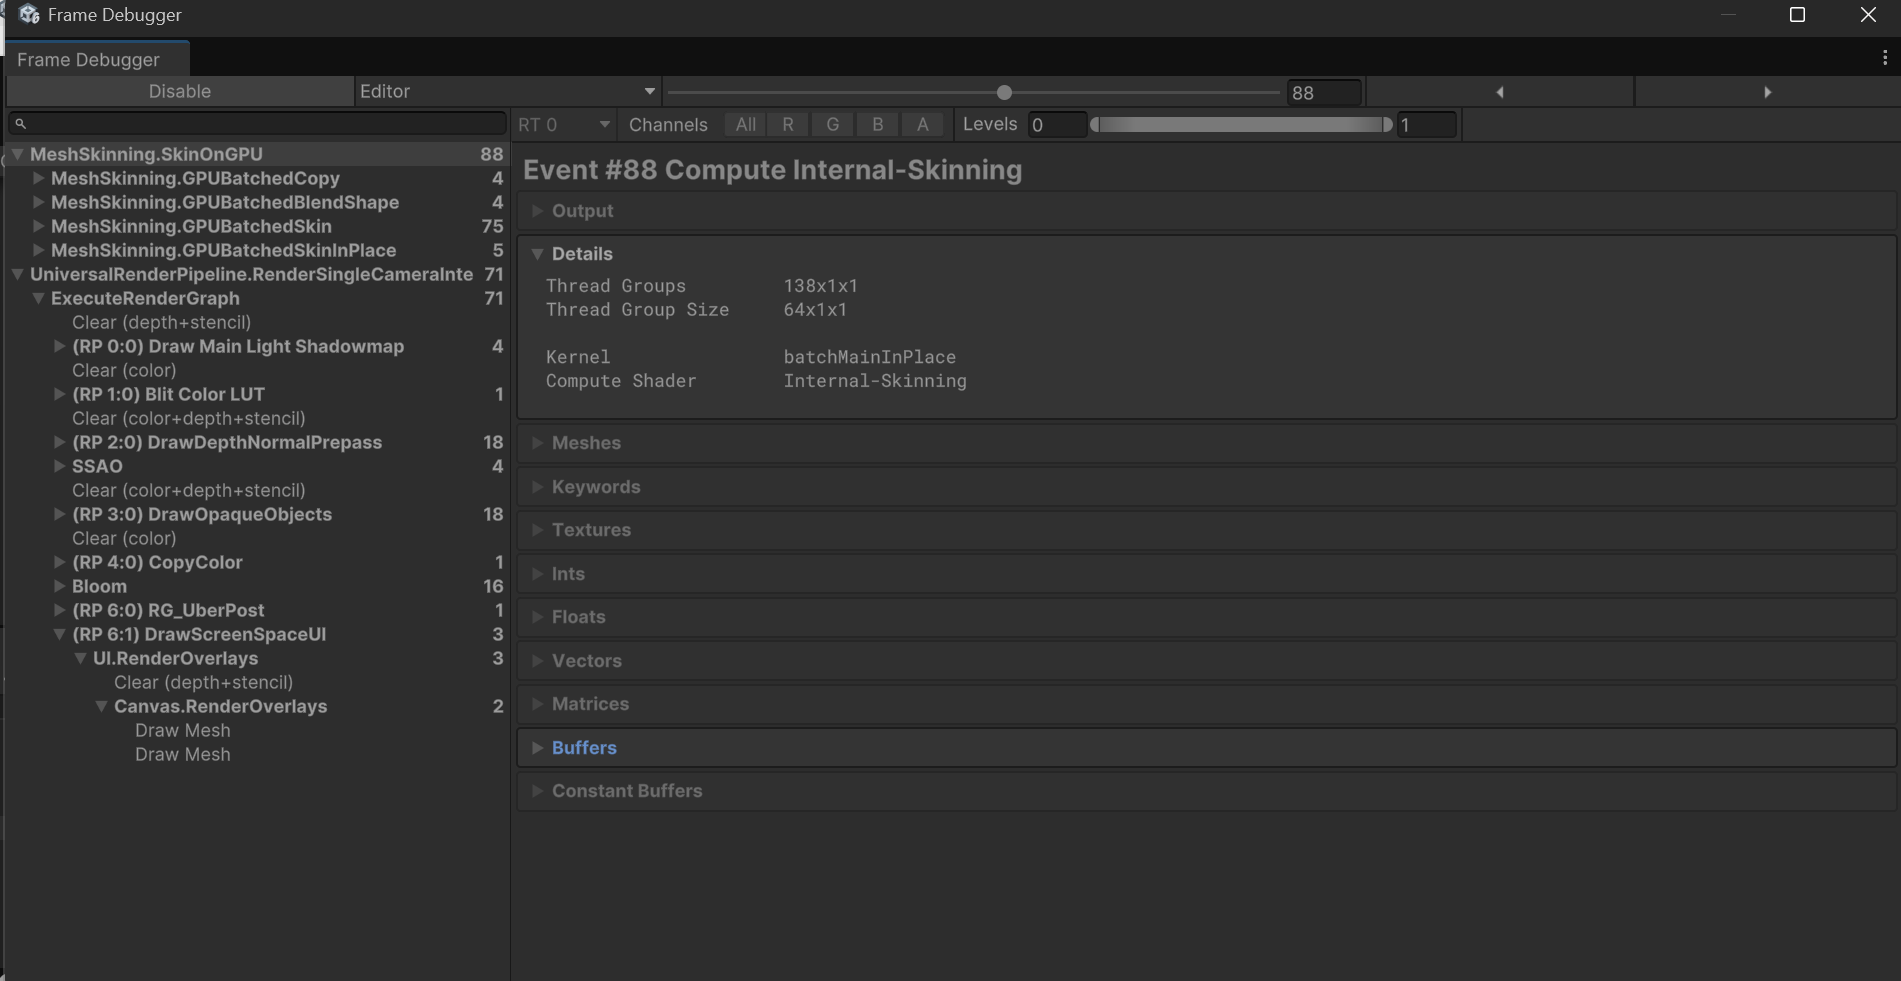 Frame Debugger
Frame Debugger
Disable Editor 88
RT 0 Channels All R G B A Levels 0 1
MeshSkinning.SkinOnGPU 88
MeshSkinning.GPUBatchedCopy 4
MeshSkinning.GPUBatchedBlendShape 4
MeshSkinning.GPUBatchedSkin 75
MeshSkinning.GPUBatchedSkinInPlace 5
UniversalRenderPipeline.RenderSingleCameraInte 71
ExecuteRenderGraph 71
Clear (depth+stencil)
(RP 0:0) Draw Main Light Shadowmap 4
Clear (color)
(RP 1:0) Blit Color LUT 1
Clear (color+depth+stencil)
(RP 2:0) DrawDepthNormalPrepass 18
SSAO 4
Clear (color+depth+stencil)
(RP 3:0) DrawOpaqueObjects 18
Clear (color)
(RP 4:0) CopyColor 1
Bloom 16
(RP 6:0) RG_UberPost 1
(RP 6:1) DrawScreenSpaceUI 3
UI.RenderOverlays 3
Clear (depth+stencil)
Canvas.RenderOverlays 2
Draw Mesh
Draw Mesh
Event #88 Compute Internal-Skinning
Output
Details
Thread Groups 138x1x1
Thread Group Size 64x1x1
Kernel batchMainInPlace
Compute Shader Internal-Skinning
Meshes
Keywords
Textures
Ints
Floats
Vectors
Matrices
Buffers
Constant Buffers